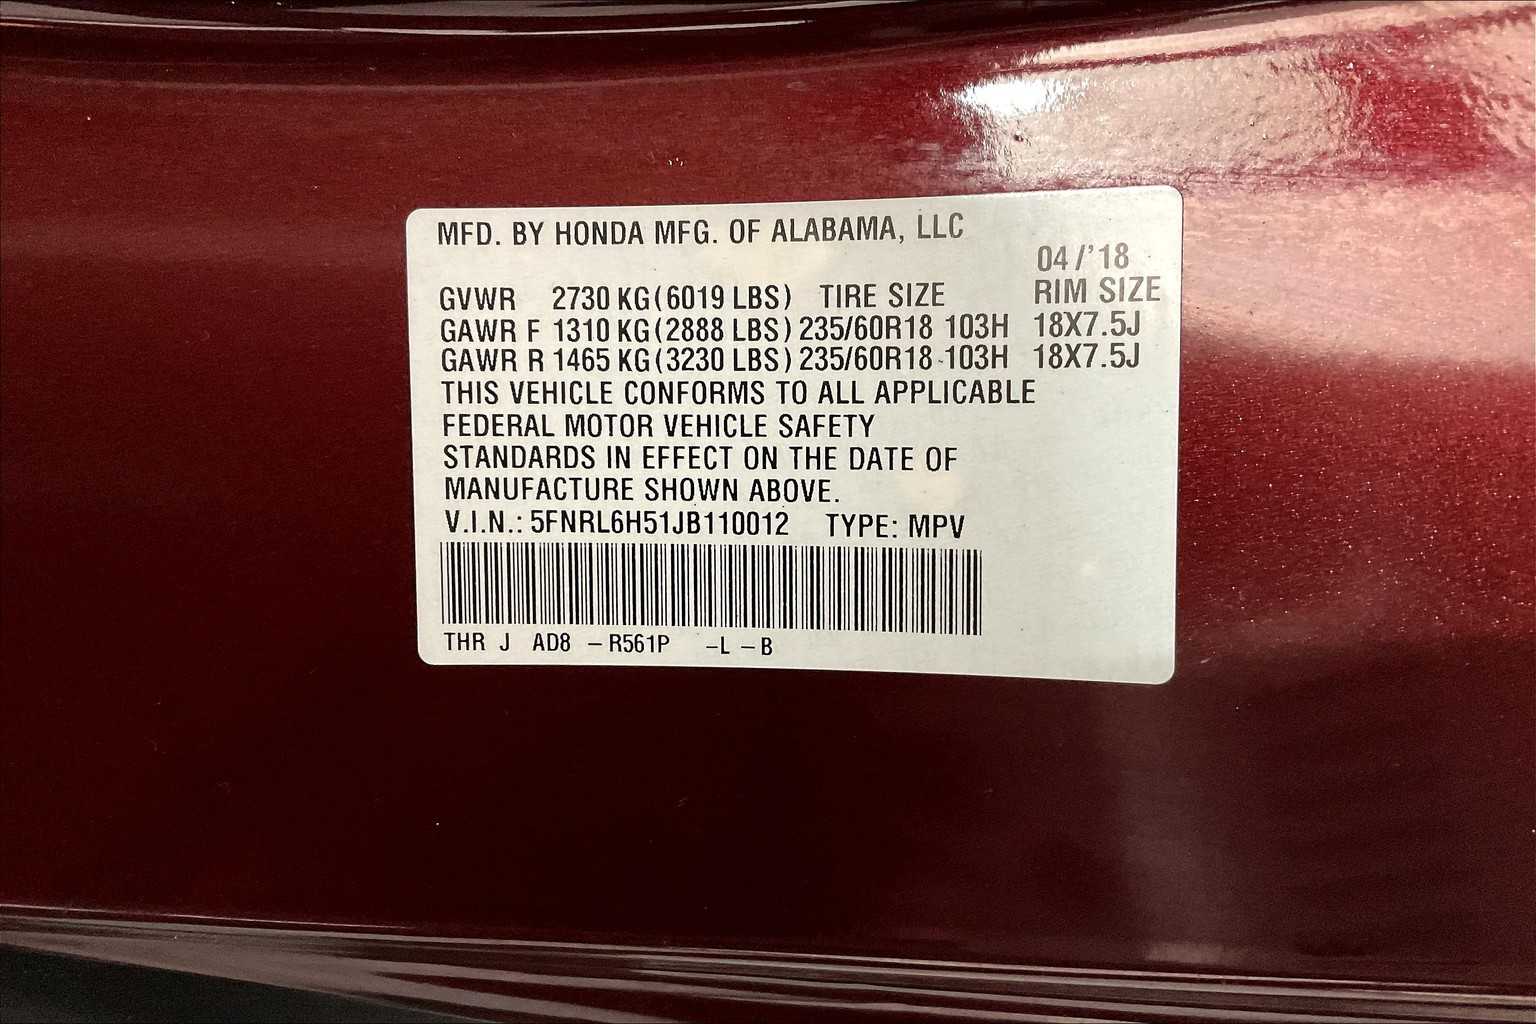 MFD. BY HONDA MFG. OF ALABAMA, LLC
04/'18
GVWR 2730 KG(6019 LBS) TIRE SIZE RIM SIZE
GAWR F 1310 KG(2888 LBS) 235/60R18 103H 18X7.5J
GAWR R 1465 KG(3230 LBS) 235/60R18 103H 18X7.5J
THIS VEHICLE CONFORMS TO ALL APPLICABLE
FEDERAL MOTOR VEHICLE SAFETY
STANDARDS IN EFFECT ON THE DATE OF
MANUFACTURE SHOWN ABOVE.
V.I.N.: 5FNRL6H51JB110012 TYPE: MPV
THR J AD8 -R561P -L -B